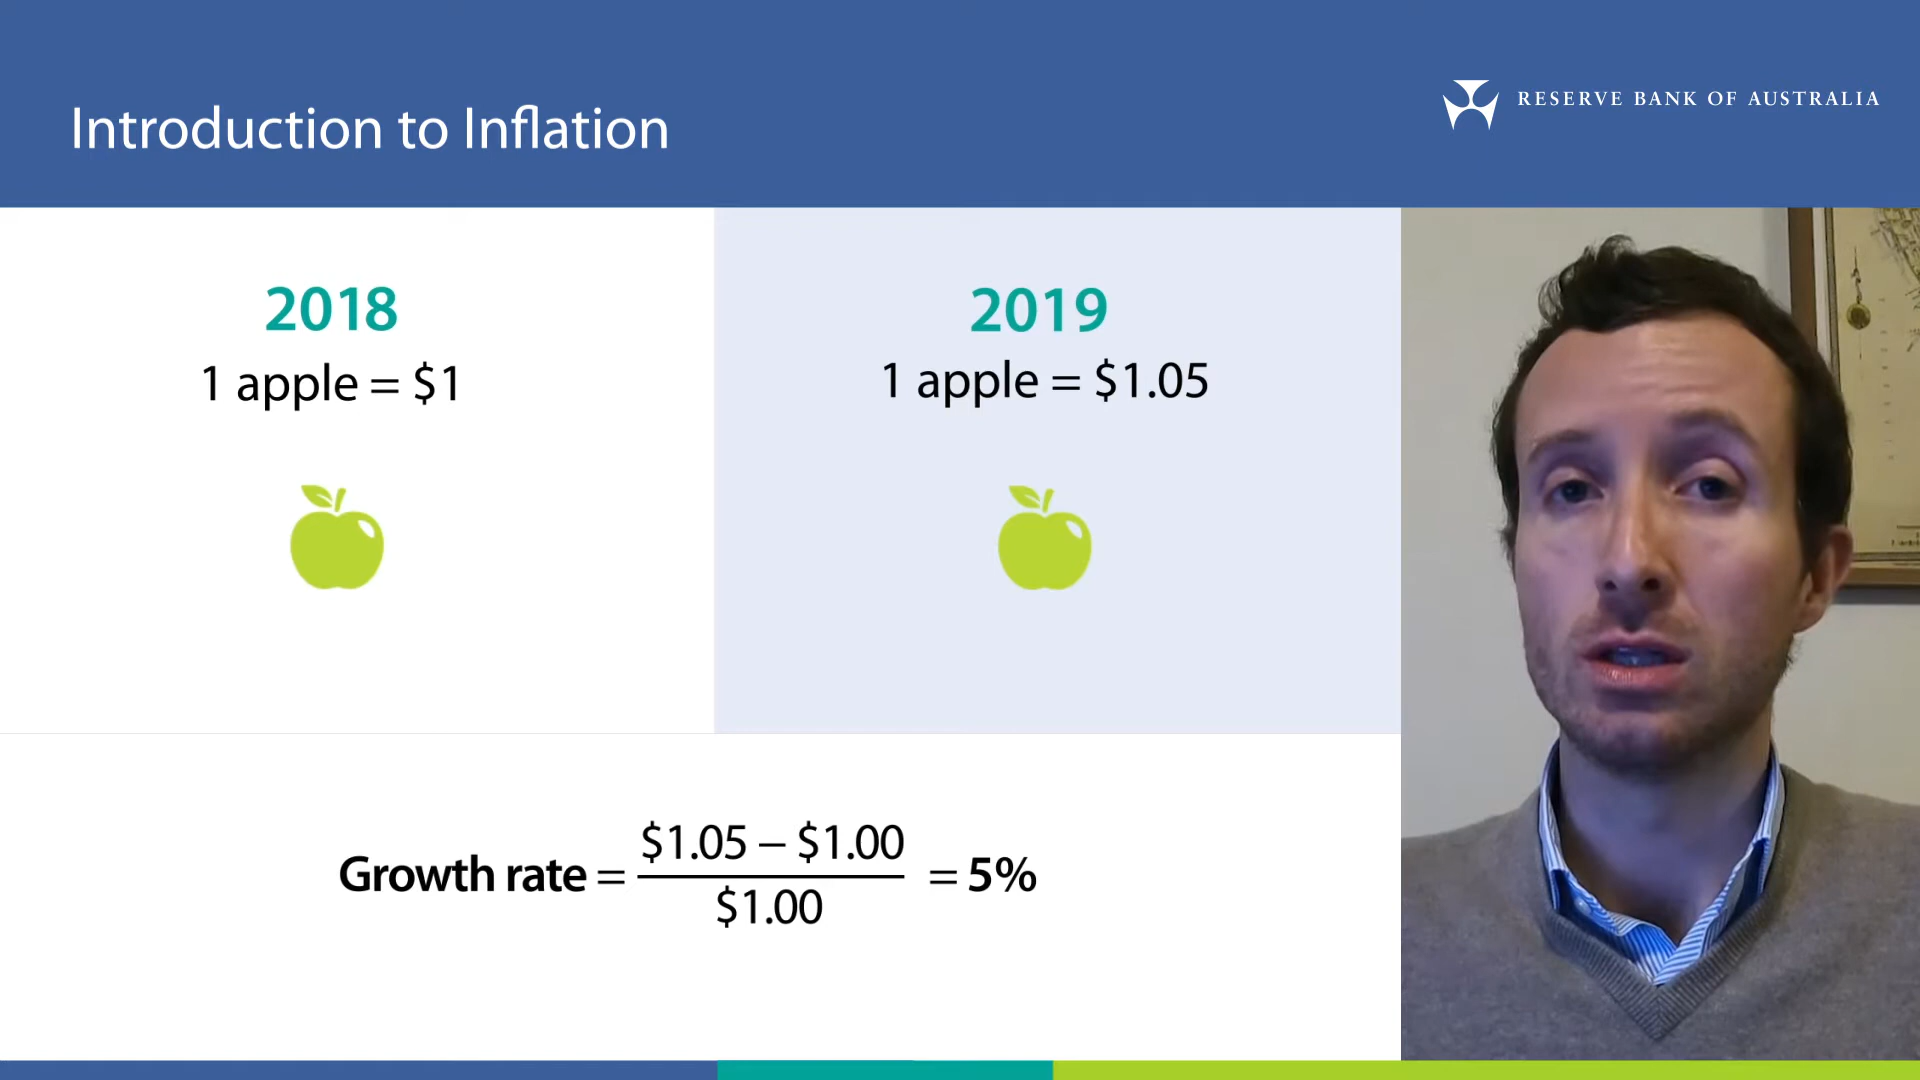 Introduction to Inflation
RESERVE BANK OF AUSTRALIA
2018
1 apple = $1
2019
1 apple = $1.05
Growth rate = $1.05 – $1.00 / $1.00 = 5%